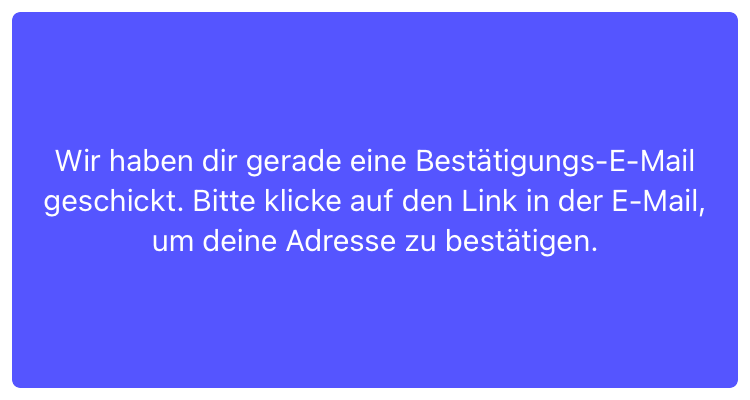 Wir haben dir gerade eine Bestätigungs-E-Mail
geschickt. Bitte klicke auf den Link in der E-Mail,
um deine Adresse zu bestätigen.